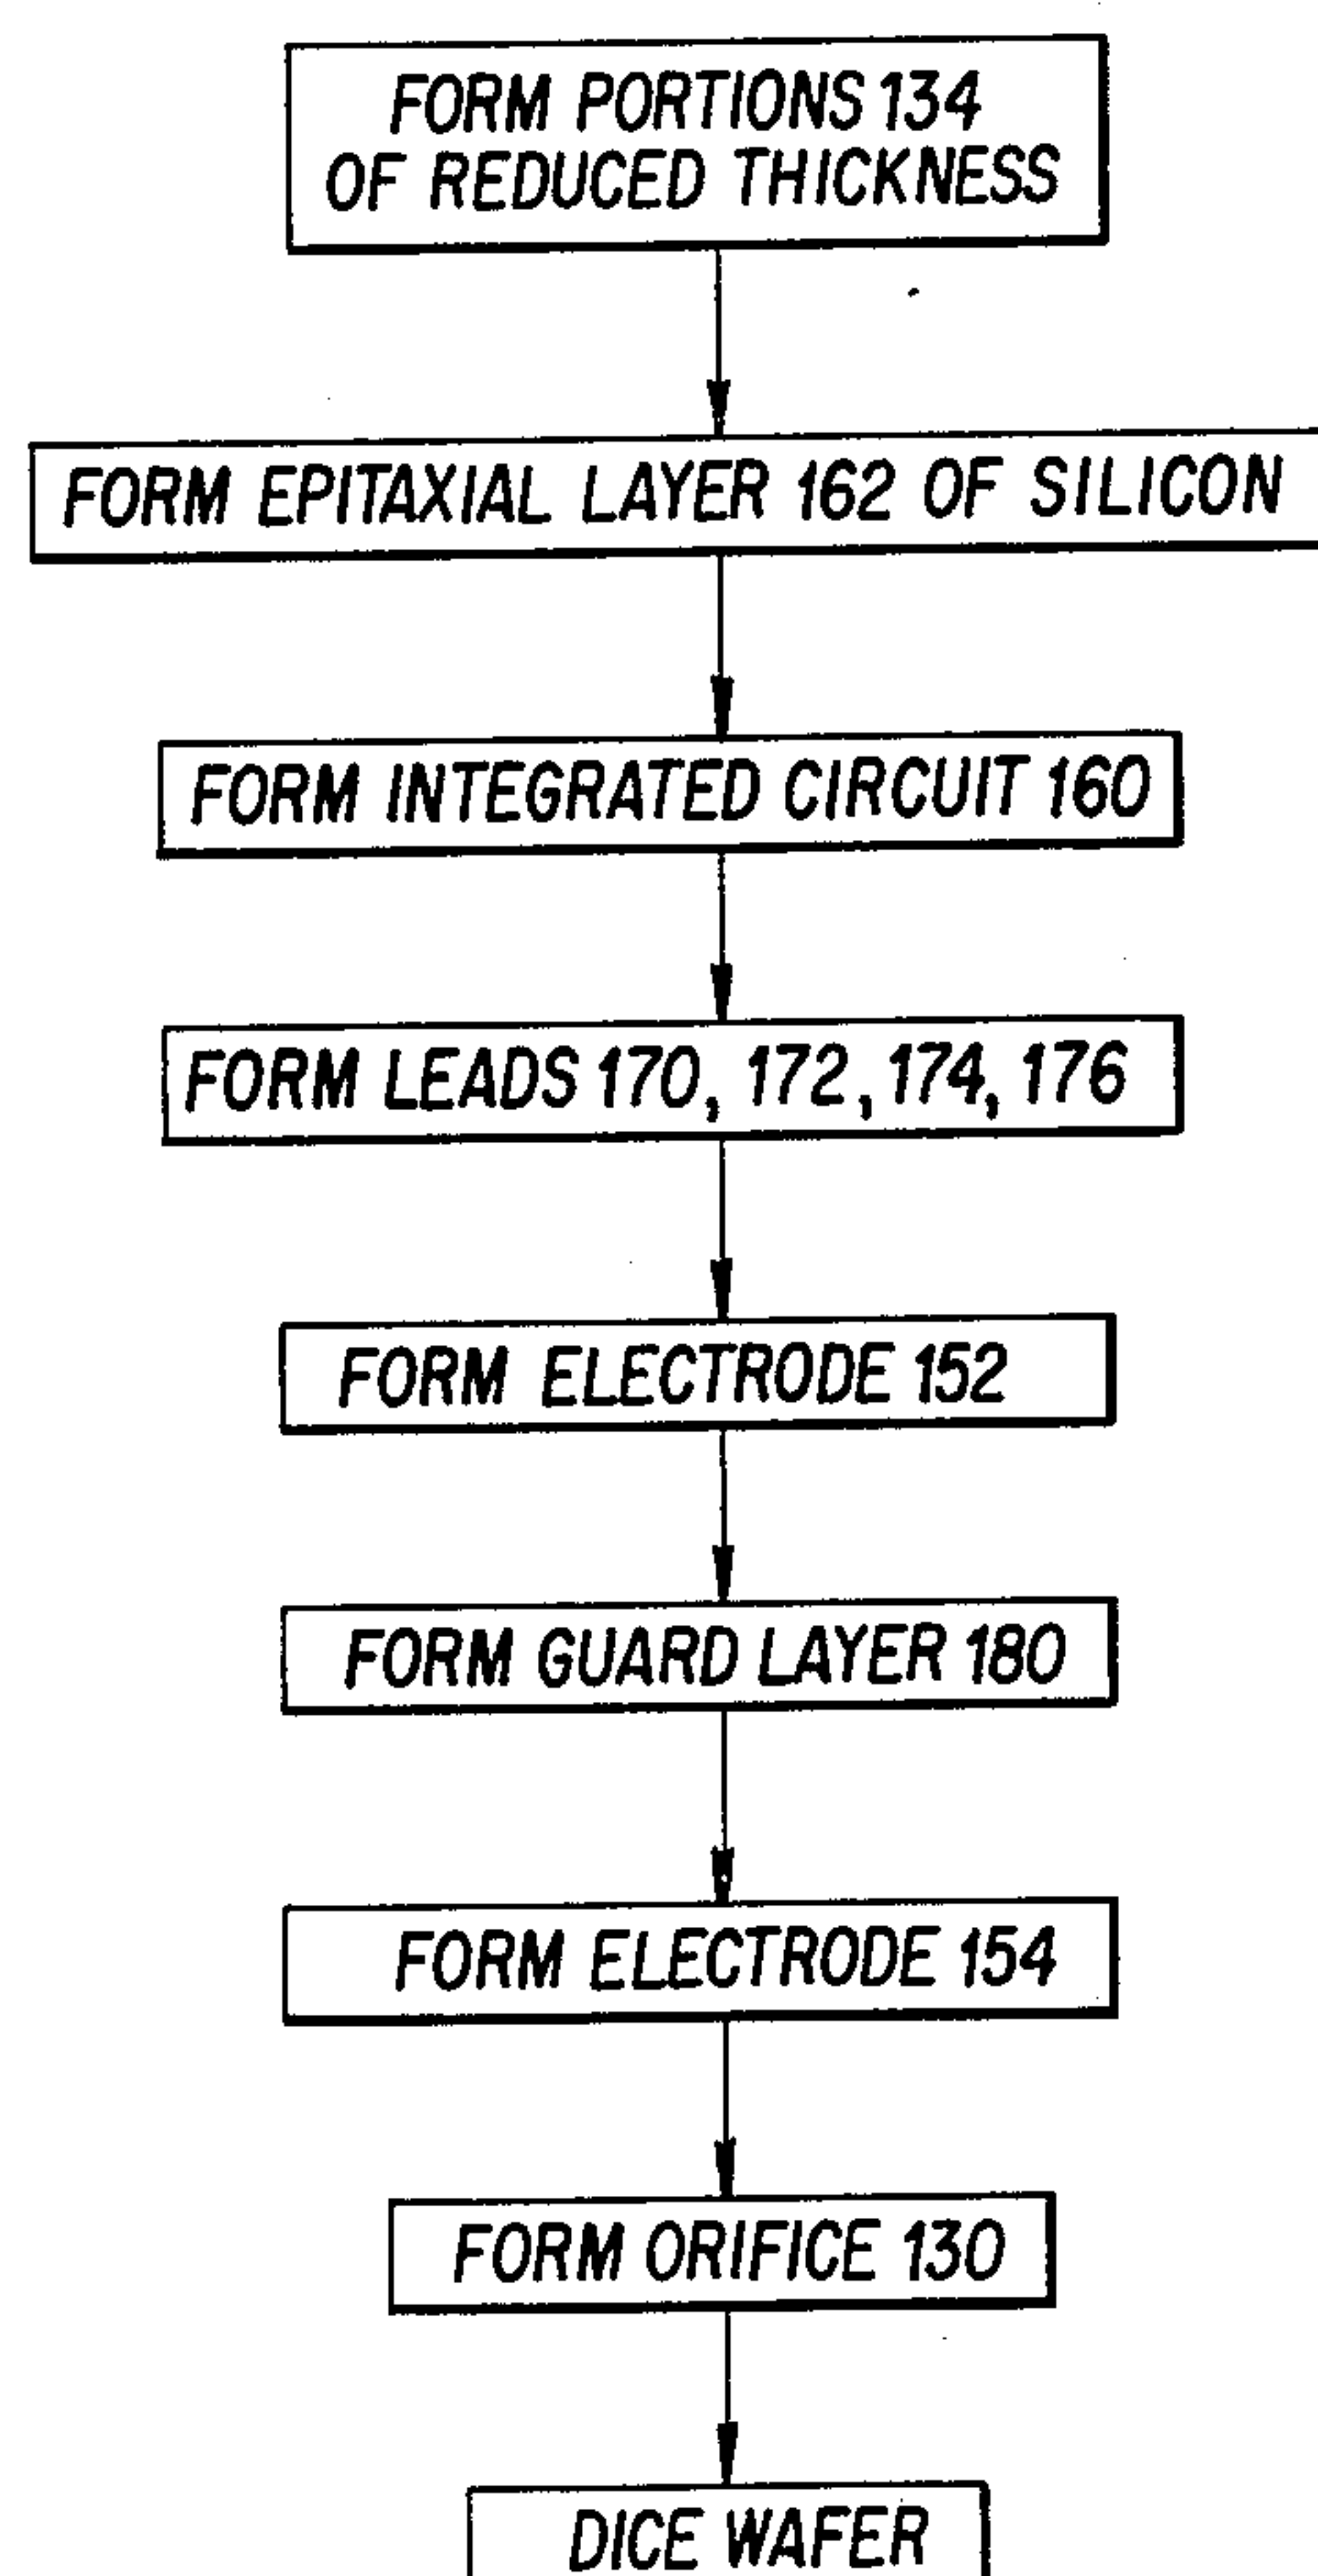 FORM PORTIONS 134
OF REDUCED THICKNESS
FORM EPITAXIAL LAYER 162 OF SILICON
FORM INTEGRATED CIRCUIT 160
FORM LEADS 170, 172, 174, 176
FORM ELECTRODE 152
FORM GUARD LAYER 180
FORM ELECTRODE 154
FORM ORIFICE 130
DICE WAFER